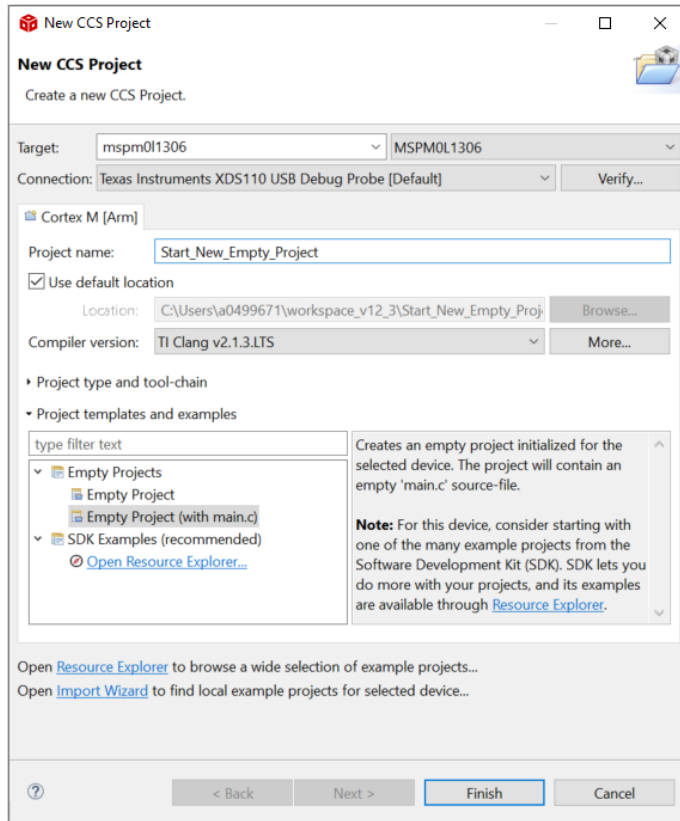 New CCS Project
New CCS Project
Create a new CCS Project.
Target: mspm0l1306 MSPM0L1306
Connection: Texas Instruments XDS110 USB Debug Probe [Default] Verify...
Cortex M [Arm]
Project name: Start_New_Empty_Project
Use default location
Location: C:\Users\a0499671\workspace_v12_3\Start_New_Empty_Proj Browse...
Compiler version: TI Clang v2.1.3.LTS More...
Project type and tool-chain
Project templates and examples
type filter text
Empty Projects
Empty Project
Empty Project (with main.c)
SDK Examples (recommended)
Open Resource Explorer...
Creates an empty project initialized for the
selected device. The project will contain an
empty 'main.c' source-file.
Note: For this device, consider starting with
one of the many example projects from the
Software Development Kit (SDK). SDK lets you
do more with your projects, and its examples
are available through Resource Explorer.
Open Resource Explorer to browse a wide selection of example projects...
Open Import Wizard to find local example projects for selected device...
? < Back Next > Finish Cancel